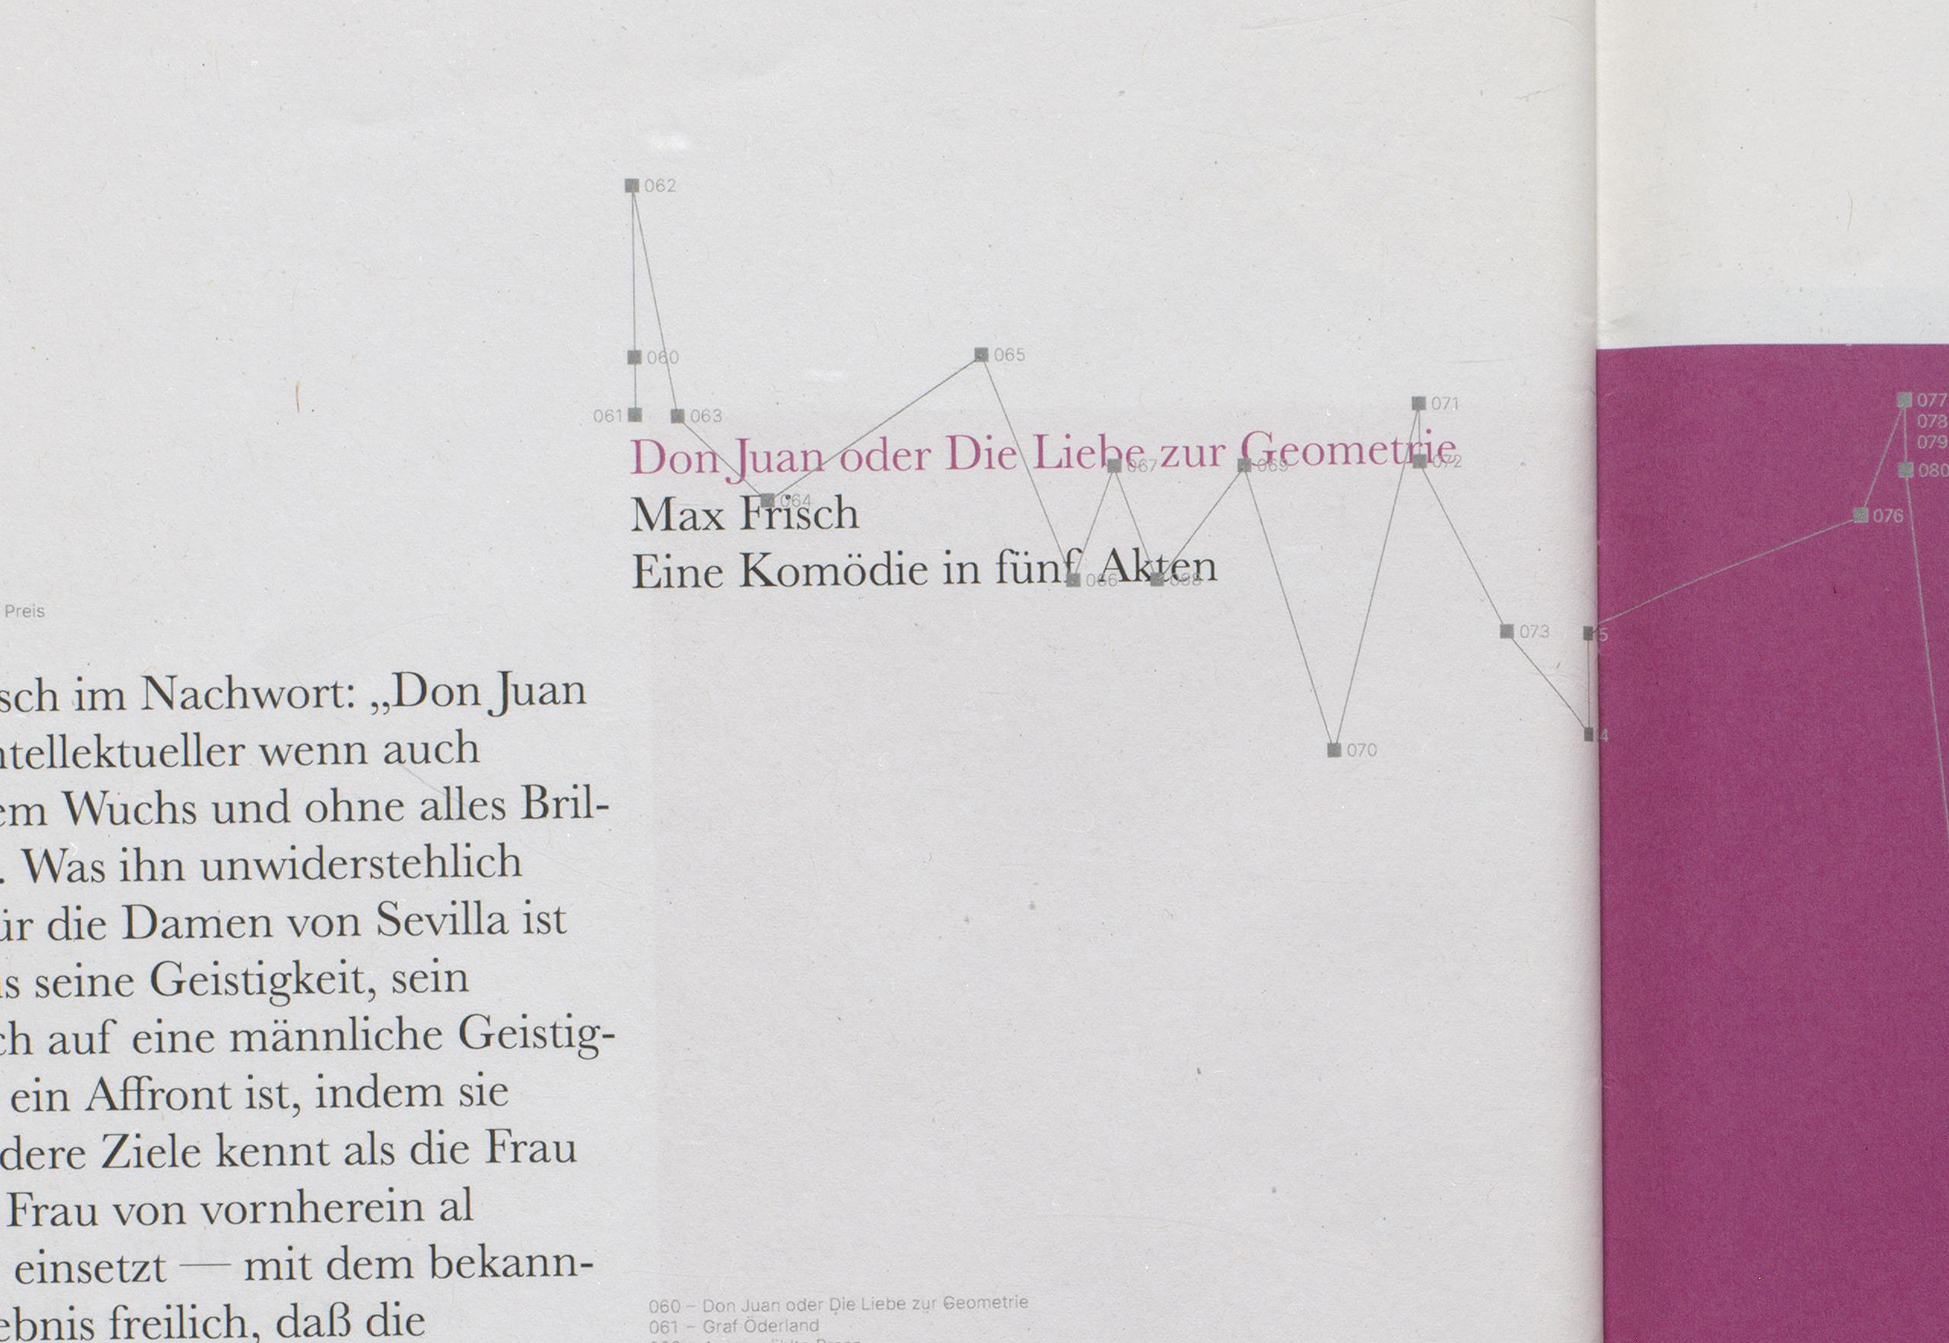 062
060
065
061
063
071
077
078
079
080
Don Juan oder Die Liebe zur Geometrie
067
069
072
064
Max Frisch
076
Eine Komödie in fünf Akten
066
068
Preis
073
5
4
070
sch im Nachwort: „Don Juan
ntellektueller wenn auch
em Wuchs und ohne alles Bril-
. Was ihn unwiderstehlich
ür die Damen von Sevilla ist
s seine Geistigkeit, sein
ch auf eine männliche Geistig-
ein Affront ist, indem sie
dere Ziele kennt als die Frau
Frau von vornherein al
einsetzt — mit dem bekann-
ebnis freilich, daß die
060 – Don Juan oder Die Liebe zur Geometrie
061 – Graf Öderland